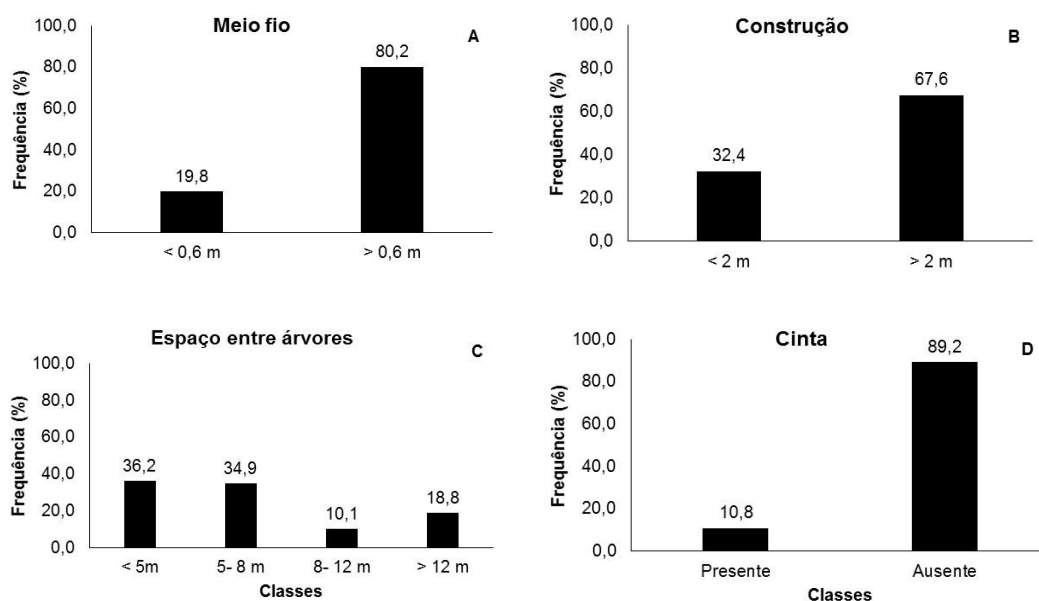 Meio fio
A
Frequência (%)
100,0
80,0
60,0
40,0
20,0
0,0
19,8
80,2
< 0,6 m
> 0,6 m
Construção
B
Frequência (%)
100,0
80,0
60,0
40,0
20,0
0,0
32,4
67,6
< 2 m
> 2 m
Espaço entre árvores
C
Frequência (%)
100,0
80,0
60,0
40,0
20,0
0,0
36,2
34,9
10,1
18,8
< 5m
5- 8 m
8- 12 m
> 12 m
Classes
Cinta
D
Frequência (%)
100,0
80,0
60,0
40,0
20,0
0,0
10,8
89,2
Presente
Ausente
Classes